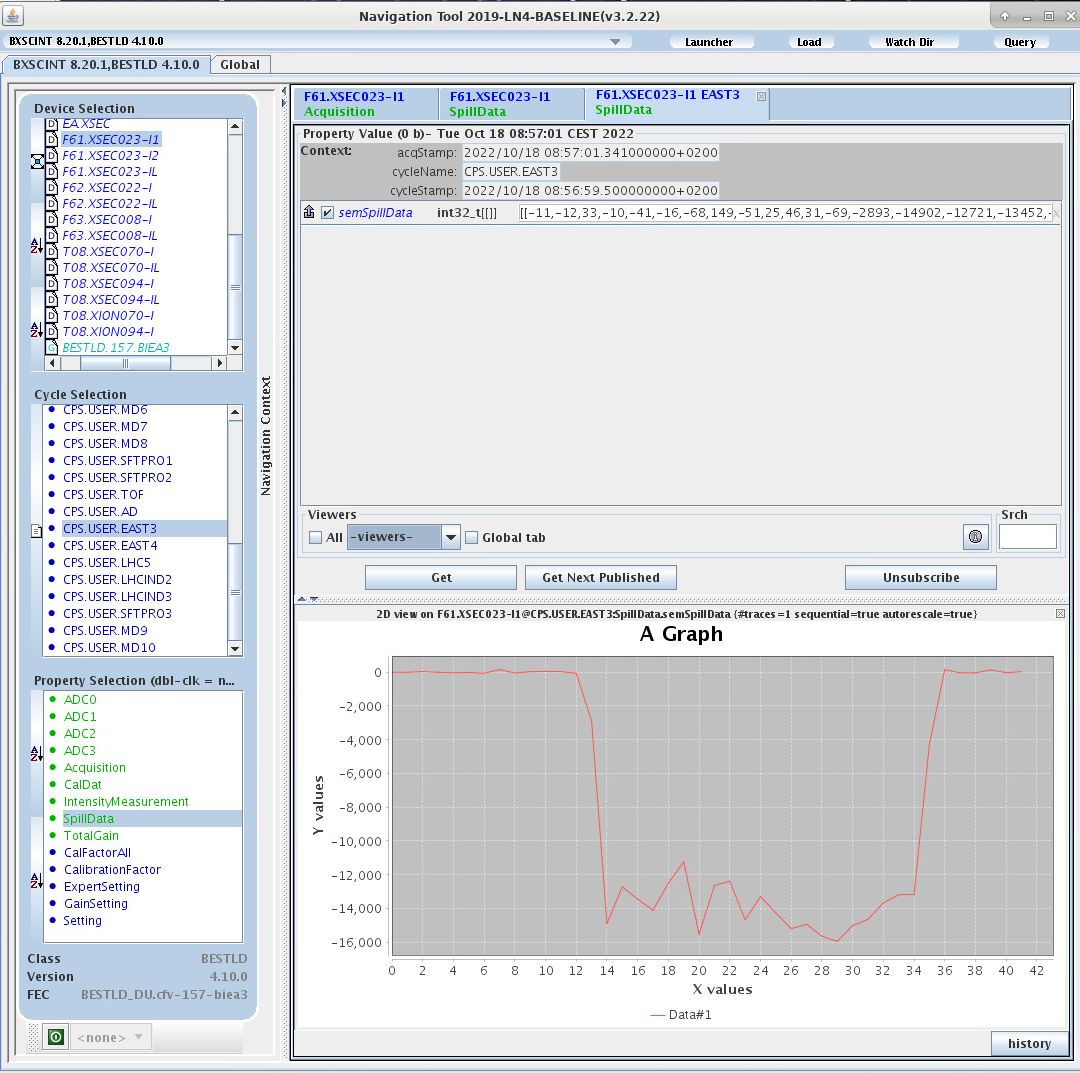 Navigation Tool 2019-LN4-BASELINE(v3.2.22)
BXSCINT 8.20.1,BESTLD 4.10.0
Launcher
Load
Watch Dir
Query
BXSCINT 8.20.1,BESTLD 4.10.0
Global
Device Selection
EA.XSEC
F61.XSEC023-I1
F61.XSEC023-I2
F61.XSEC023-IL
F62.XSEC022-I
F62.XSEC022-IL
F63.XSEC008-I
F63.XSEC008-IL
T08.XSEC070-I
T08.XSEC070-IL
T08.XSEC094-I
T08.XSEC094-IL
T08.XION070-I
T08.XION094-I
BESTLD.157.BIEA3
Cycle Selection
CPS.USER.MD6
CPS.USER.MD7
CPS.USER.MD8
CPS.USER.SFTPRO1
CPS.USER.SFTPRO2
CPS.USER.TOF
CPS.USER.AD
CPS.USER.EAST3
CPS.USER.EAST4
CPS.USER.LHC5
CPS.USER.LHCIND2
CPS.USER.LHCIND3
CPS.USER.SFTPRO3
CPS.USER.MD9
CPS.USER.MD10
Property Selection (dbl-clk = n...
ADC0
ADC1
ADC2
ADC3
Acquisition
CalDat
IntensityMeasurement
SpillData
TotalGain
CalFactorAll
CalibrationFactor
ExpertSetting
GainSetting
Setting
Class BESTLD
Version 4.10.0
FEC BESTLD_DU.cfv-157-biea3
<none>
Navigation Context
F61.XSEC023-I1
Acquisition
F61.XSEC023-I1
SpillData
F61.XSEC023-I1 EAST3
SpillData
Property Value (0 b)- Tue Oct 18 08:57:01 CEST 2022
Context:
acqStamp: 2022/10/18 08:57:01.341000000+0200
cycleName: CPS.USER.EAST3
cycleStamp: 2022/10/18 08:56:59.500000000+0200
semSpillData int32_t[[]] [[-11,-12,33,-10,-41,-16,-68,149,-51,25,46,31,-69,-2893,-14902,-12721,-13452,-
Viewers
All
-viewers-
Global tab
Srch
Get
Get Next Published
Unsubscribe
2D view on F61.XSEC023-I1@CPS.USER.EAST3:SpillData.semSpillData {#traces=1 sequential=true autorescale=true}
A Graph
Y values
0
-2,000
-4,000
-6,000
-8,000
-10,000
-12,000
-14,000
-16,000
0 2 4 6 8 10 12 14 16 18 20 22 24 26 28 30 32 34 36 38 40 42
X values
Data#1
history